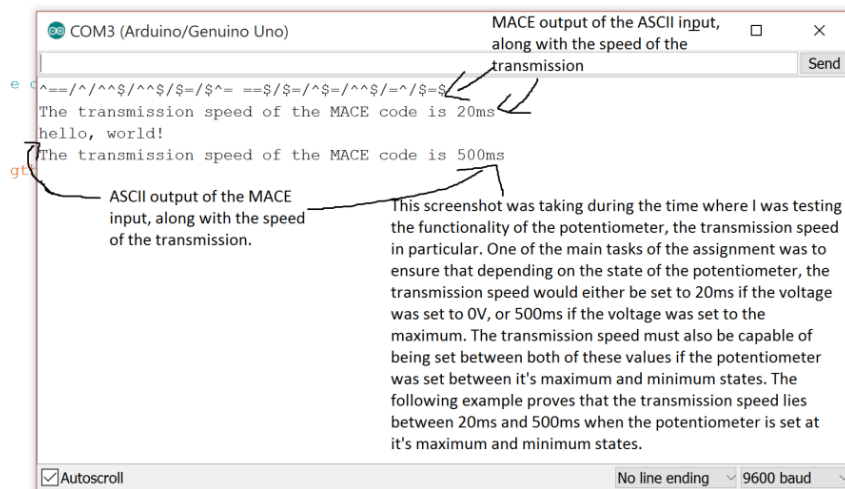 COM3 (Arduino/Genuino Uno)
MACE output of the ASCII input,
along with the speed of the
transmission
Send
e c
^==/^/^^$/^^$/$=/$^= ==$/$=/^$=/^^$/=^/$=$/
The transmission speed of the MACE code is 20ms
hello, world!
The transmission speed of the MACE code is 500ms
gth
ASCII output of the MACE
input, along with the speed
of the transmission.
This screenshot was taking during the time where I was testing
the functionality of the potentiometer, the transmission speed
in particular. One of the main tasks of the assignment was to
ensure that depending on the state of the potentiometer, the
transmission speed would either be set to 20ms if the voltage
was set to 0V, or 500ms if the voltage was set to the
maximum. The transmission speed must also be capable of
being set between both of these values if the potentiometer
was set between it's maximum and minimum states. The
following example proves that the transmission speed lies
between 20ms and 500ms when the potentiometer is set at
it's maximum and minimum states.
Autoscroll
No line ending
9600 baud